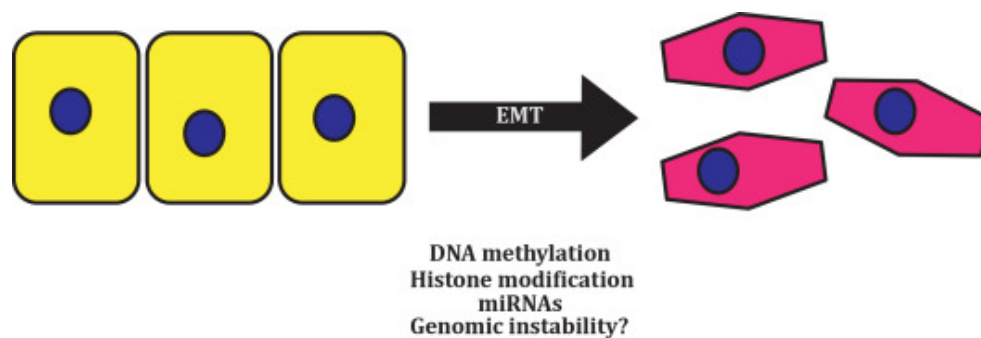 EMT
DNA methylation
Histone modification
miRNAs
Genomic instability?